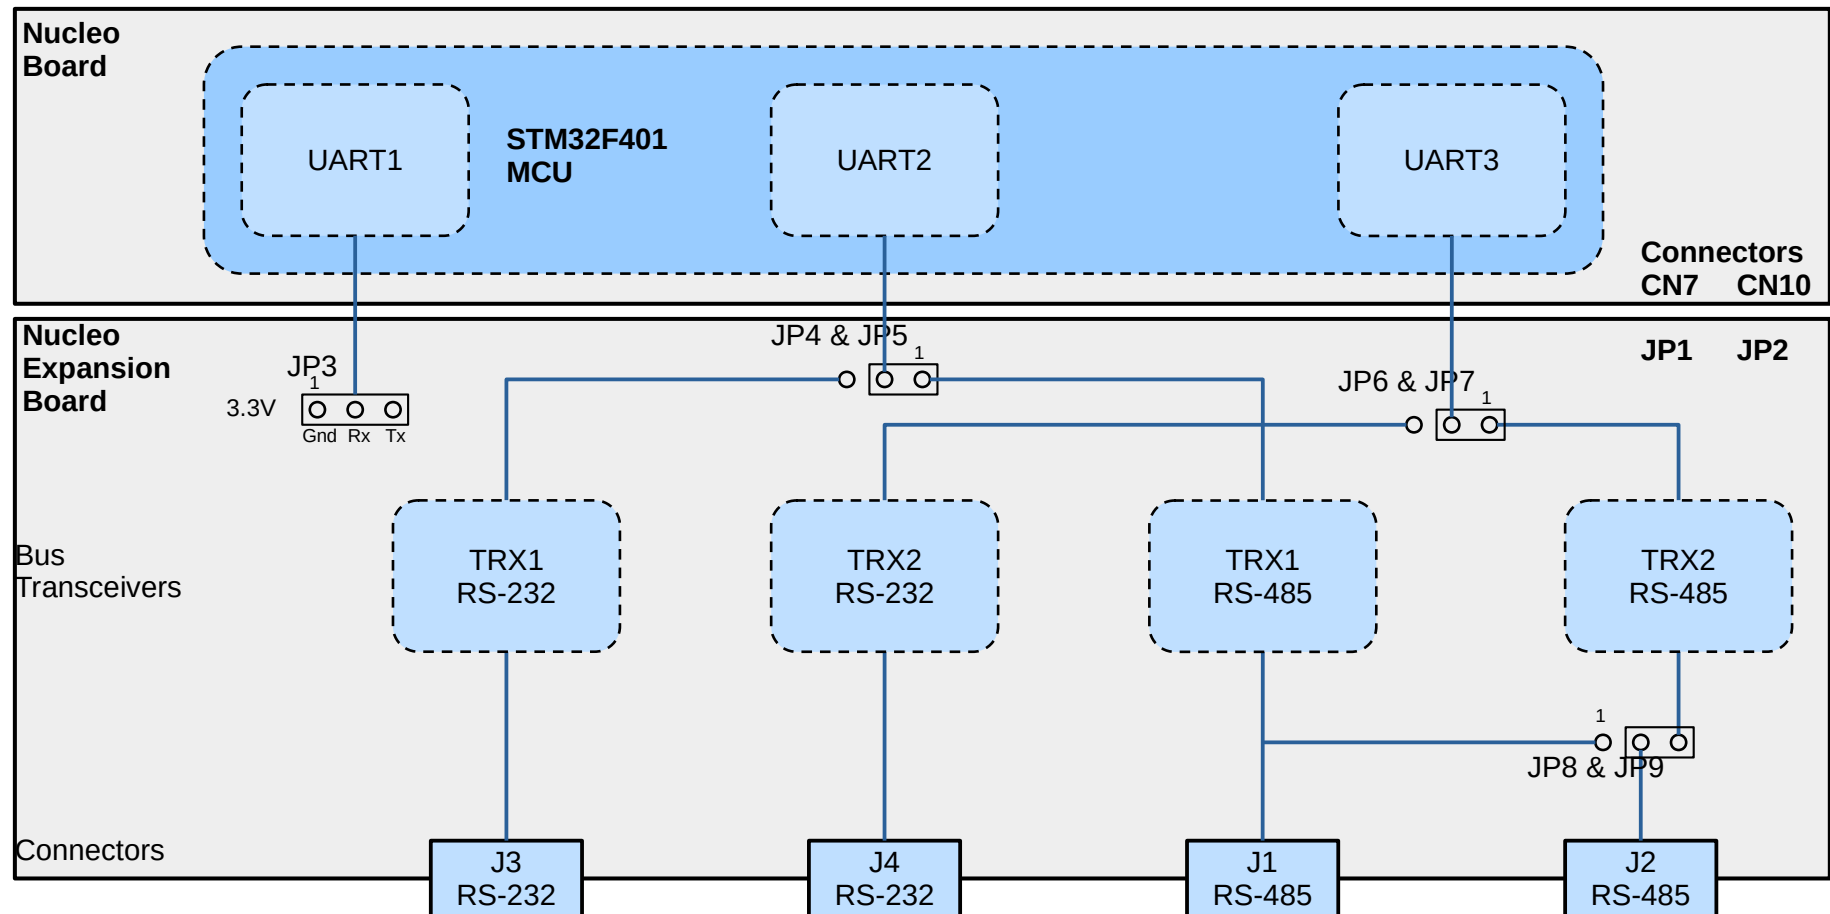 Nucleo
Board
UART1
STM32F401
MCU
UART2
UART3
Connectors
CN7 CN10
Nucleo
Expansion
Board
JP3
1
3.3V
Gnd Rx Tx
JP4 & JP5
1
JP6 & JP7
1
JP1 JP2
Bus
Transceivers
TRX1
RS-232
TRX2
RS-232
TRX1
RS-485
TRX2
RS-485
1
JP8 & JP9
Connectors
J3
RS-232
J4
RS-232
J1
RS-485
J2
RS-485